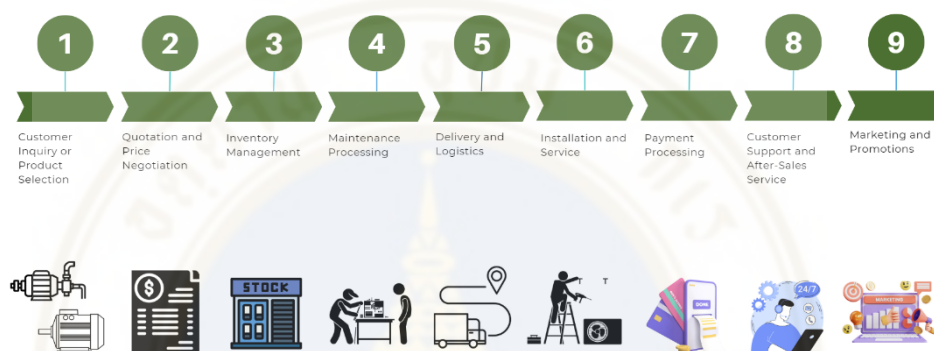 1 2 3 4 5 6 7 8 9
Customer
Inquiry or
Product
Selection
Quotation and
Price
Negotiation
Inventory
Management
Maintenance
Processing
Delivery and
Logistics
Installation and
Service
Payment
Processing
Customer
Support and
After-Sales
Service
Marketing and
Promotions
$
STOCK
DONE
24/7
MARKETING